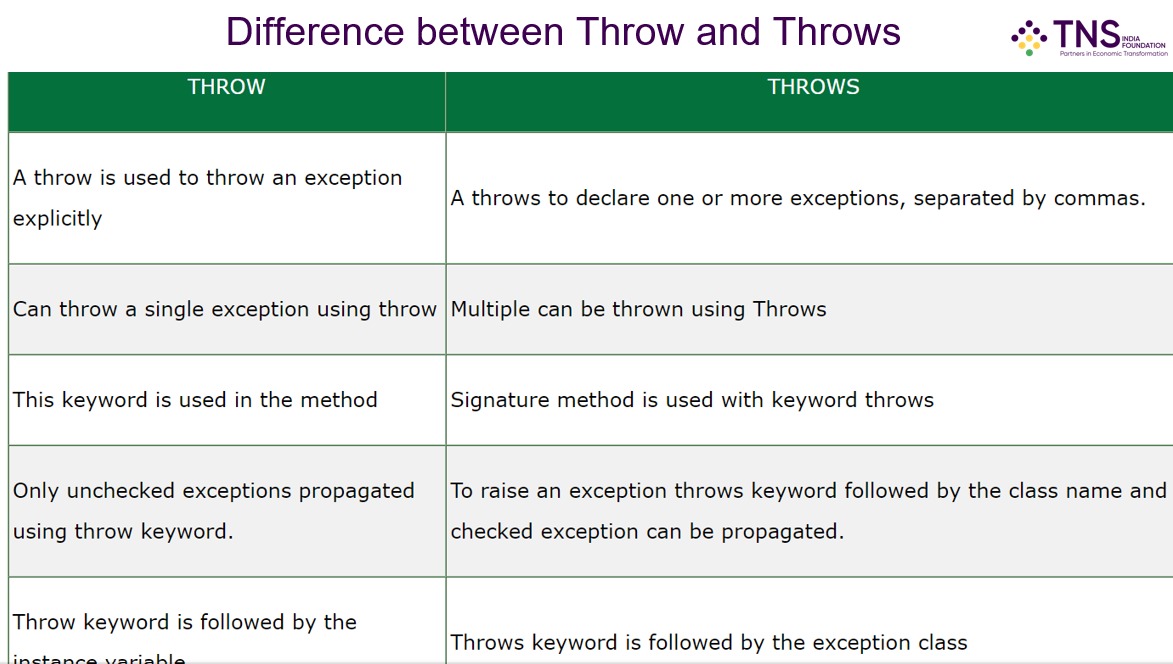 Difference between Throw and Throws
TNS INDIA FOUNDATION
Partners in Economic Transformation
THROW
THROWS
A throw is used to throw an exception
explicitly
A throws to declare one or more exceptions, separated by commas.
Can throw a single exception using throw
Multiple can be thrown using Throws
This keyword is used in the method
Signature method is used with keyword throws
Only unchecked exceptions propagated
using throw keyword.
To raise an exception throws keyword followed by the class name and
checked exception can be propagated.
Throw keyword is followed by the
instance variable
Throws keyword is followed by the exception class